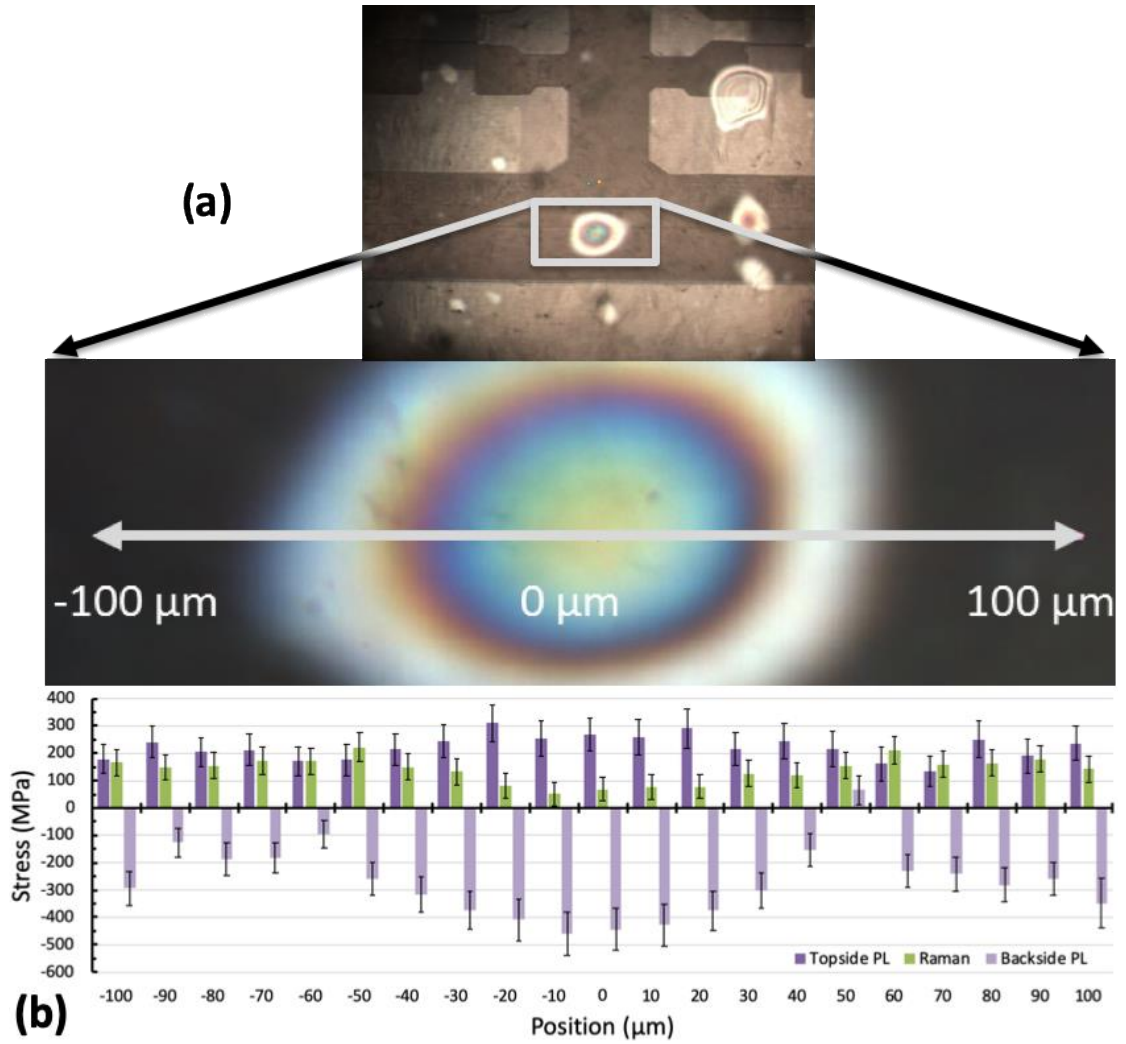 (a)
-100 µm 0 µm 100 µm
400
300
200
100
0
-100
-200
-300
-400
-500
-600
Stress (MPa)
Topside PL Raman Backside PL
-100 -90 -80 -70 -60 -50 -40 -30 -20 -10 0 10 20 30 40 50 60 70 80 90 100
Position (µm)
(b)